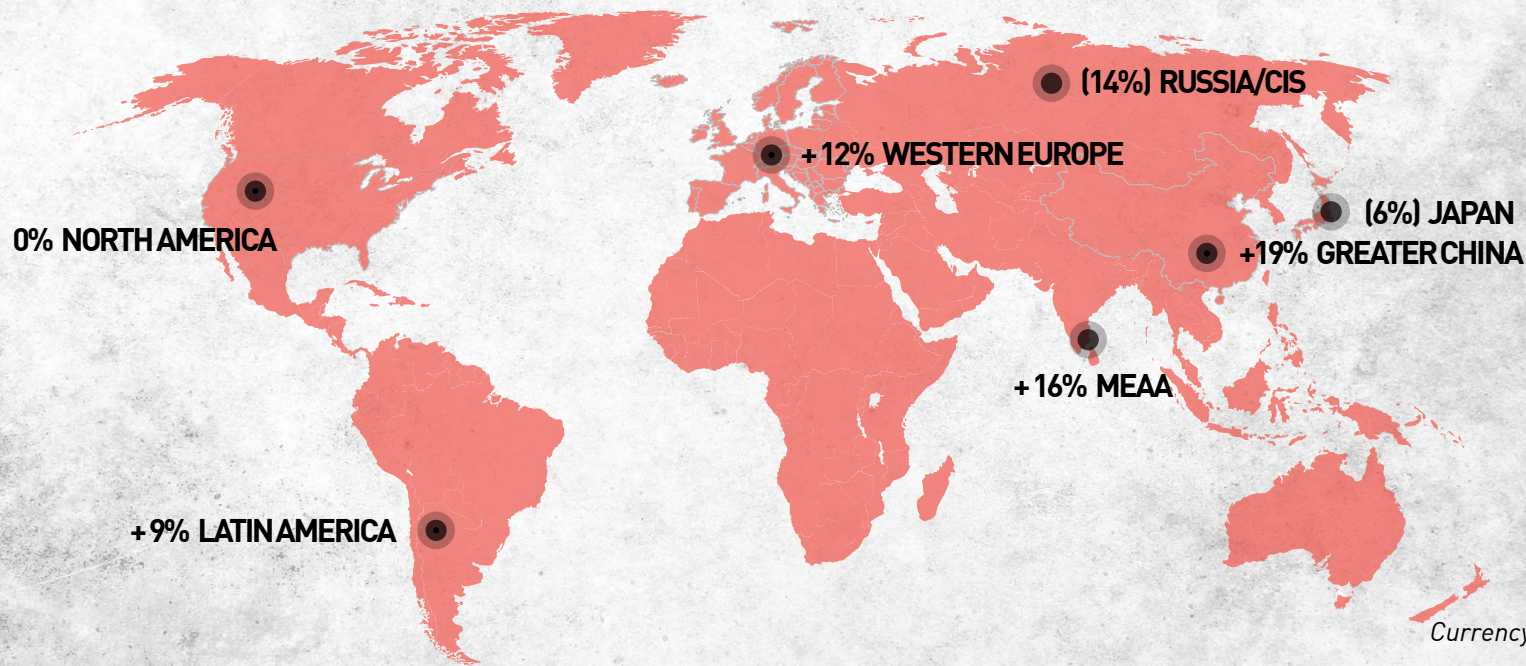 (14%) RUSSIA/CIS
+12% WESTERN EUROPE
(6%) JAPAN
0% NORTH AMERICA
+19% GREATER CHINA
+16% MEAA
+9% LATIN AMERICA
Currency